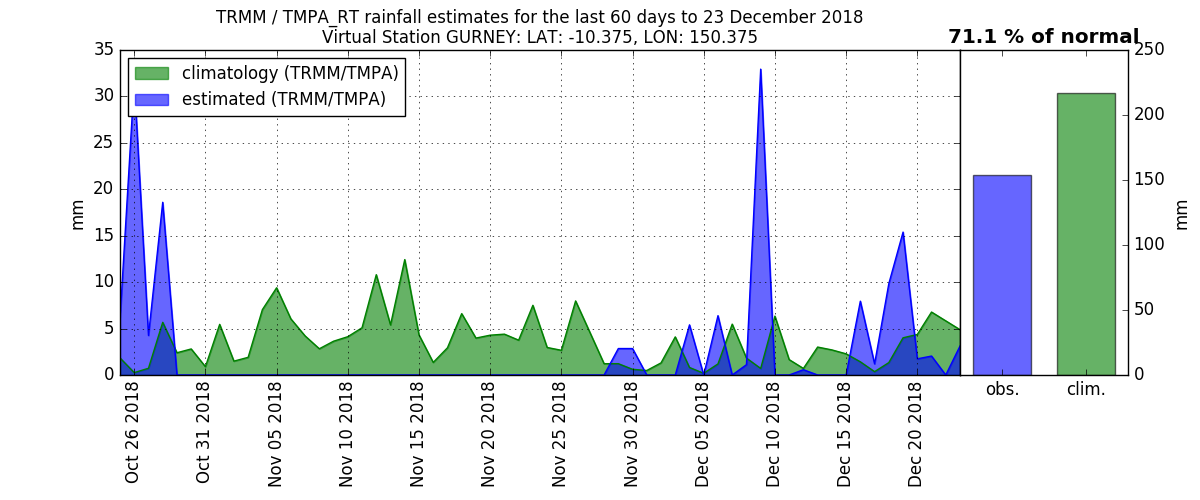 TRMM / TMPA_RT rainfall estimates for the last 60 days to 23 December 2018
Virtual Station GURNEY: LAT: -10.375, LON: 150.375
71.1 % of normal
climatology (TRMM/TMPA)
estimated (TRMM/TMPA)
35
30
25
20
15
10
5
0
mm
Oct 26 2018
Oct 31 2018
Nov 05 2018
Nov 10 2018
Nov 15 2018
Nov 20 2018
Nov 25 2018
Nov 30 2018
Dec 05 2018
Dec 10 2018
Dec 15 2018
Dec 20 2018
obs.
clim.
250
200
150
100
50
0
mm